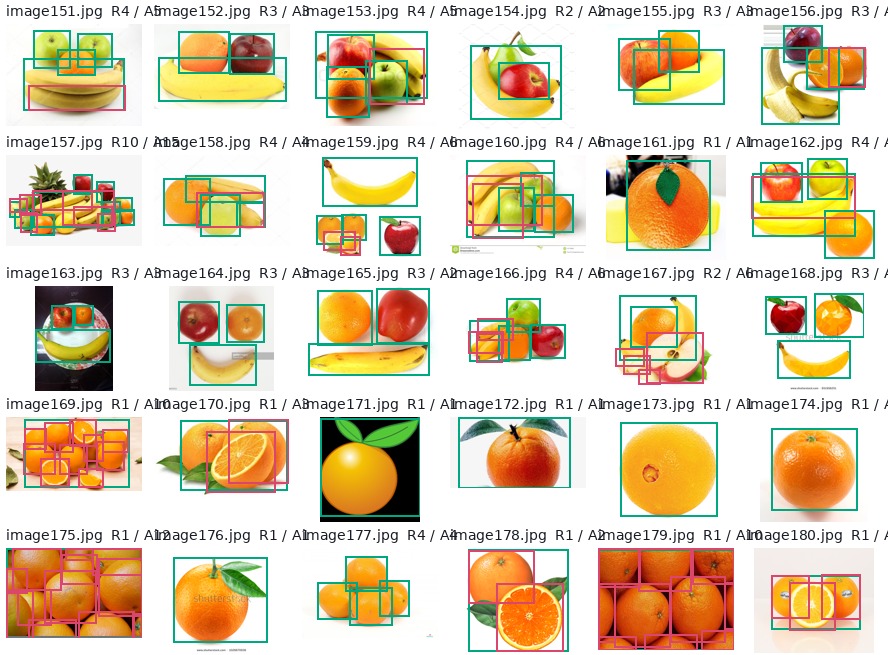 image151.jpg R4 / A5
image152.jpg R3 / A3
image153.jpg R4 / A5
image154.jpg R2 / A2
image155.jpg R3 / A3
image156.jpg R3 /
image157.jpg R10 / A15
image158.jpg R4 / A4
image159.jpg R4 / A6
image160.jpg R4 / A6
image161.jpg R1 / A1
image162.jpg R4 /
image163.jpg R3 / A3
image164.jpg R3 / A3
image165.jpg R3 /
image166.jpg R4 / A6
image167.jpg R2 / A6
image168.jpg R3 /
image169.jpg R1 / A10
image170.jpg R1 / A3
image171.jpg R1 / A1
image172.jpg R1 / A1
image173.jpg R1 / A1
image174.jpg R1 /
image175.jpg R1 / A12
image176.jpg R1 / A1
image177.jpg R4 / A4
image178.jpg R1 / A2
image179.jpg R1 / A10
image180.jpg R1 /